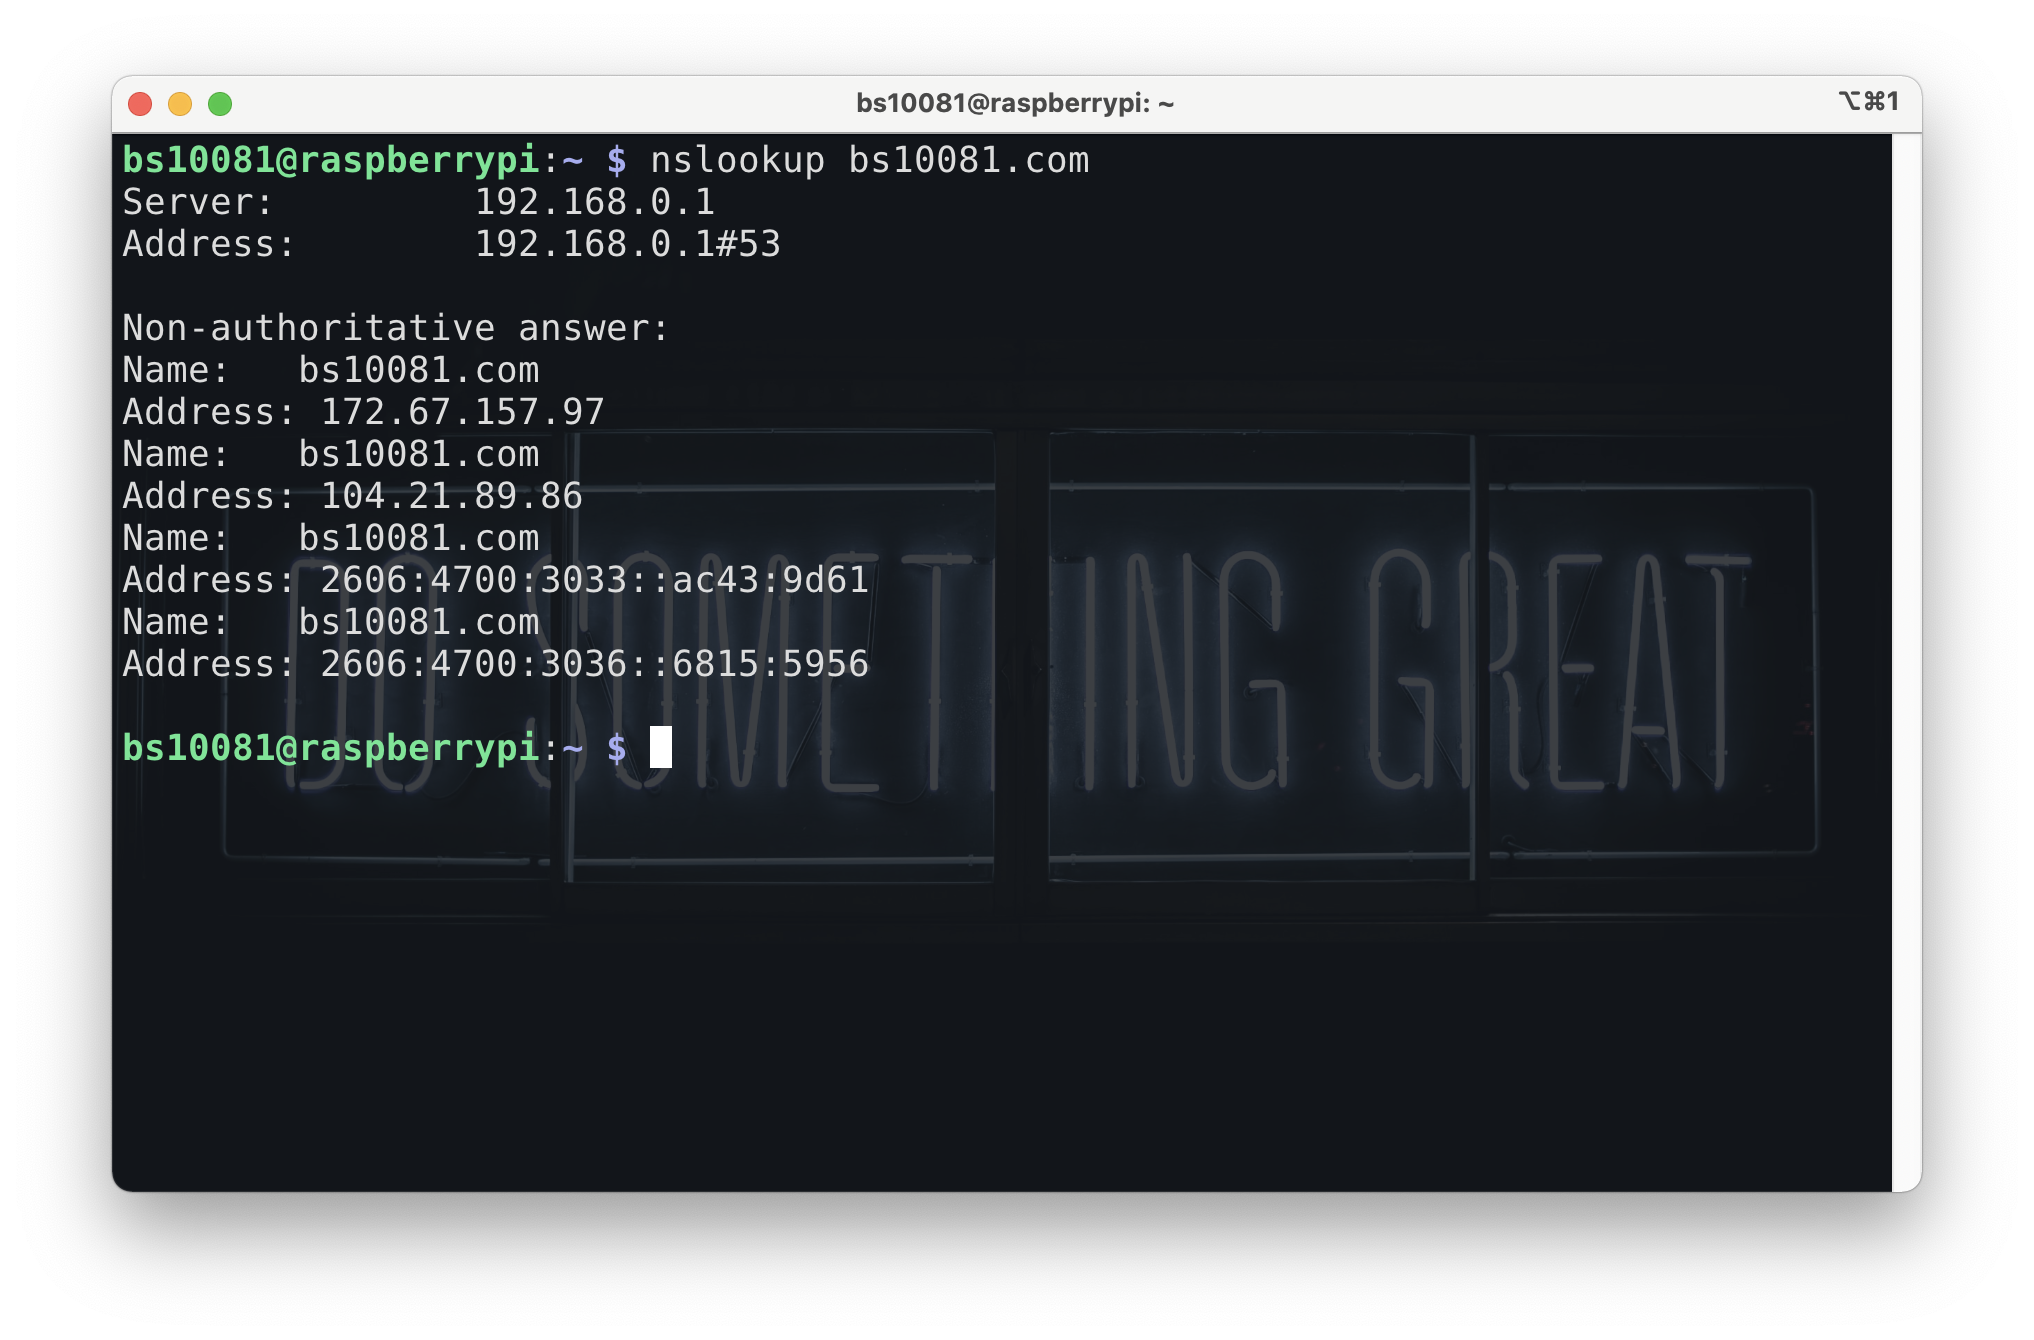 bs10081@raspberrypi: ~
⌥⌘1
bs10081@raspberrypi:~ $ nslookup bs10081.com
Server:         192.168.0.1
Address:        192.168.0.1#53
Non-authoritative answer:
Name:   bs10081.com
Address: 172.67.157.97
Name:   bs10081.com
Address: 104.21.89.86
Name:   bs10081.com
Address: 2606:4700:3033::ac43:9d61
Name:   bs10081.com
Address: 2606:4700:3036::6815:5956
bs10081@raspberrypi:~ $
DO SOMETHING GREAT